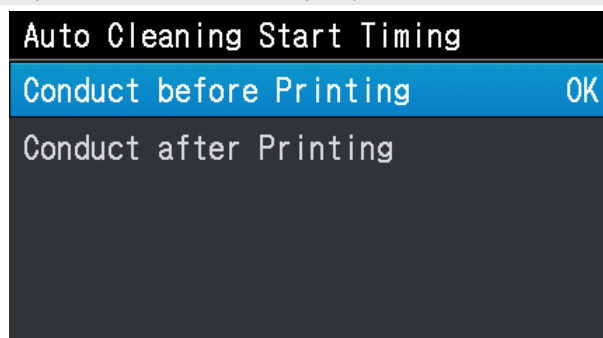 Auto Cleaning Start Timing
Conduct before Printing OK
Conduct after Printing